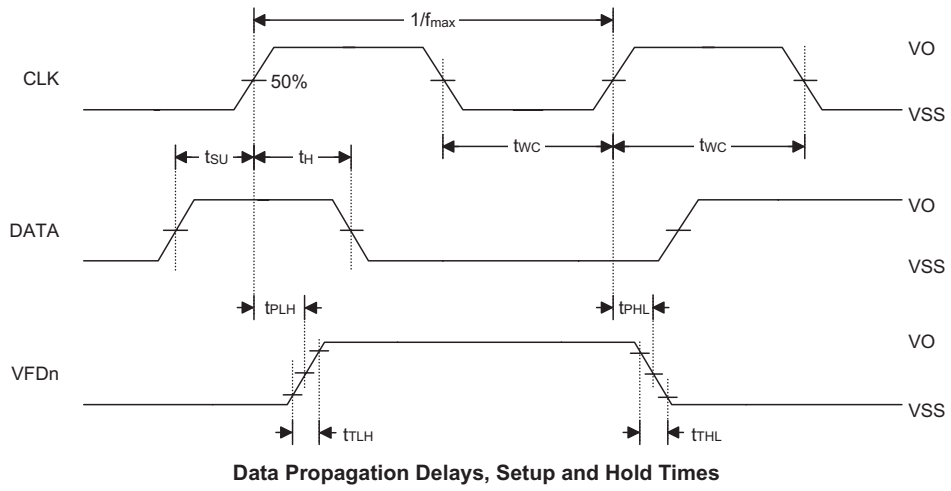 1/fmax
CLK
50%
VO
VSS
tSU
tH
tWC
tWC
DATA
VO
VSS
tPLH
tPHL
VFDn
VO
VSS
tTLH
tTHL
Data Propagation Delays, Setup and Hold Times